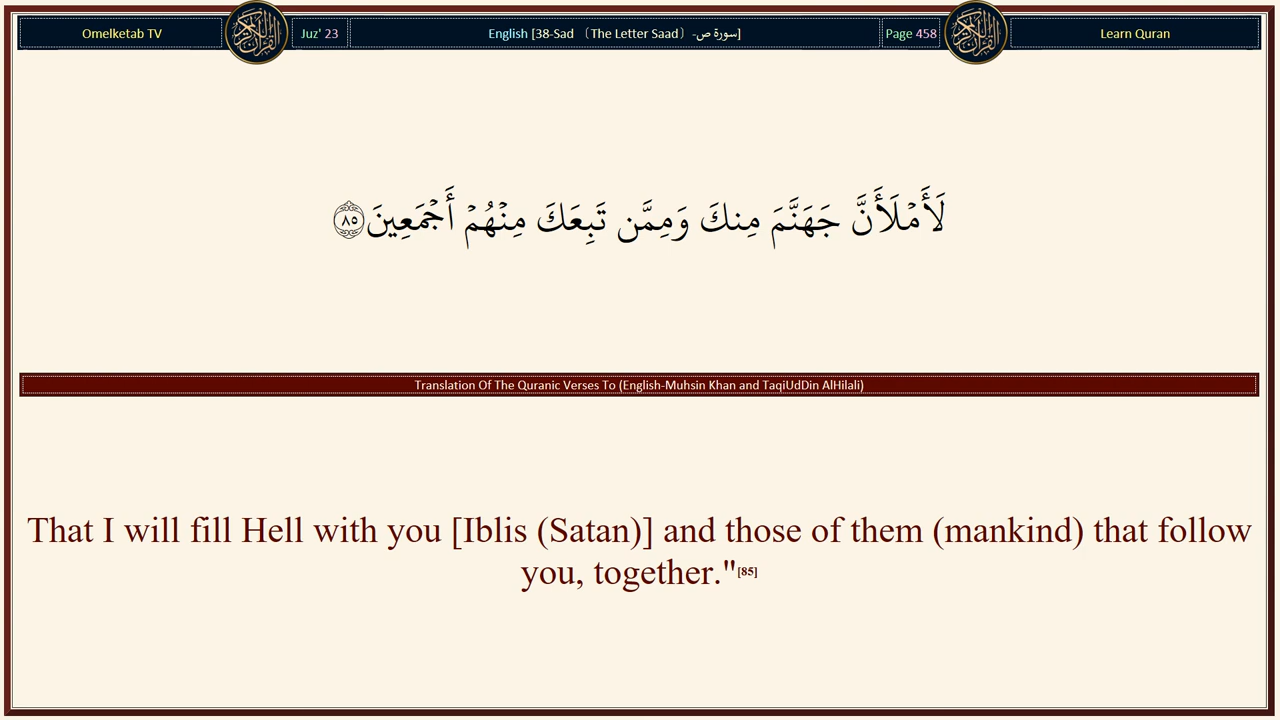 Omelketab TV
Juz' 23
English [38-Sad （The Letter Saad）-سورة ص]
Page 458
Learn Quran
لَأَمۡلَأَنَّ جَهَنَّمَ مِنكَ وَمِمَّن تَبِعَكَ مِنۡهُمۡ أَجۡمَعِينَ ٨٥
Translation Of The Quranic Verses To (English-Muhsin Khan and TaqiUdDin AlHilali)
That I will fill Hell with you [Iblis (Satan)] and those of them (mankind) that follow
you, together."[85]